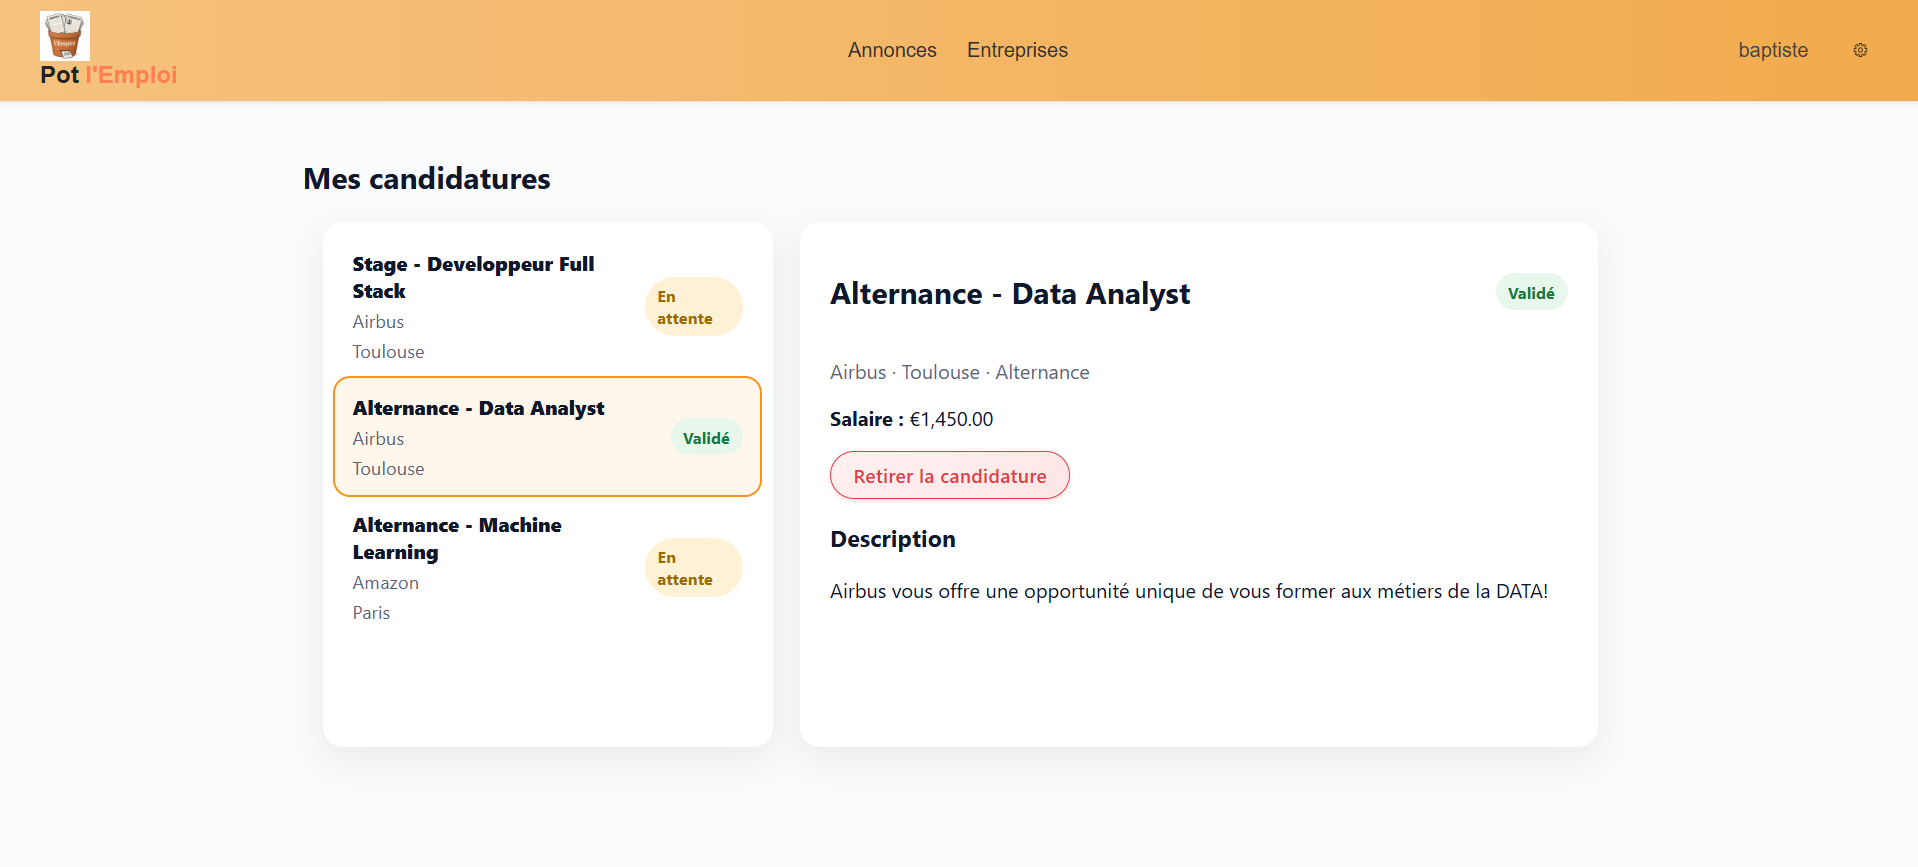 Pot l'Emploi
Annonces
Entreprises
baptiste
Mes candidatures
Stage - Developpeur Full
Stack
Airbus
Toulouse
En
attente
Alternance - Data Analyst
Airbus
Toulouse
Validé
Alternance - Machine
Learning
Amazon
Paris
En
attente
Alternance - Data Analyst
Validé
Airbus · Toulouse · Alternance
Salaire : €1,450.00
Retirer la candidature
Description
Airbus vous offre une opportunité unique de vous former aux métiers de la DATA!